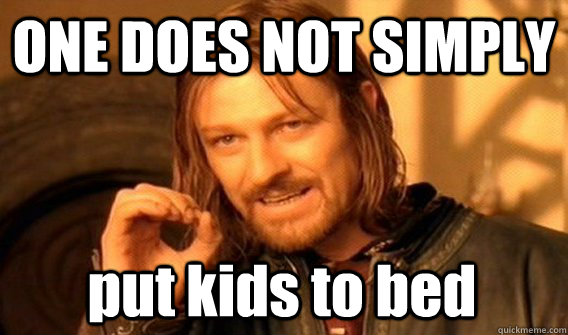 ONE DOES NOT SIMPLY
put kids to bed
quickmeme.com